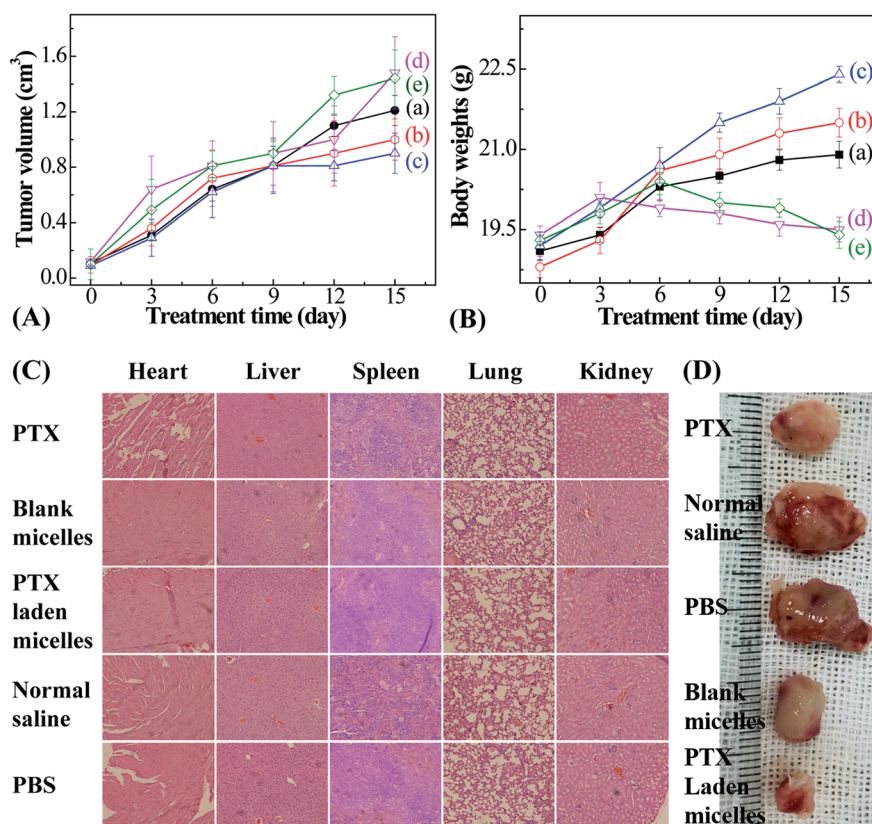 Tumor volume (cm³)
1.6
1.2
0.8
0.4
0.0
0 3 6 9 12 15
Treatment time (day)
(d)
(e)
(a)
(b)
(c)
(A)
Body weights (g)
22.5
21.0
19.5
0 3 6 9 12 15
Treatment time (day)
(c)
(b)
(a)
(d)
(e)
(B)
(C)
Heart Liver Spleen Lung Kidney
PTX
Blank
micelles
PTX
laden
micelles
Normal
saline
PBS
(D)
PTX
Normal
saline
PBS
Blank
micelles
PTX
Laden
micelles